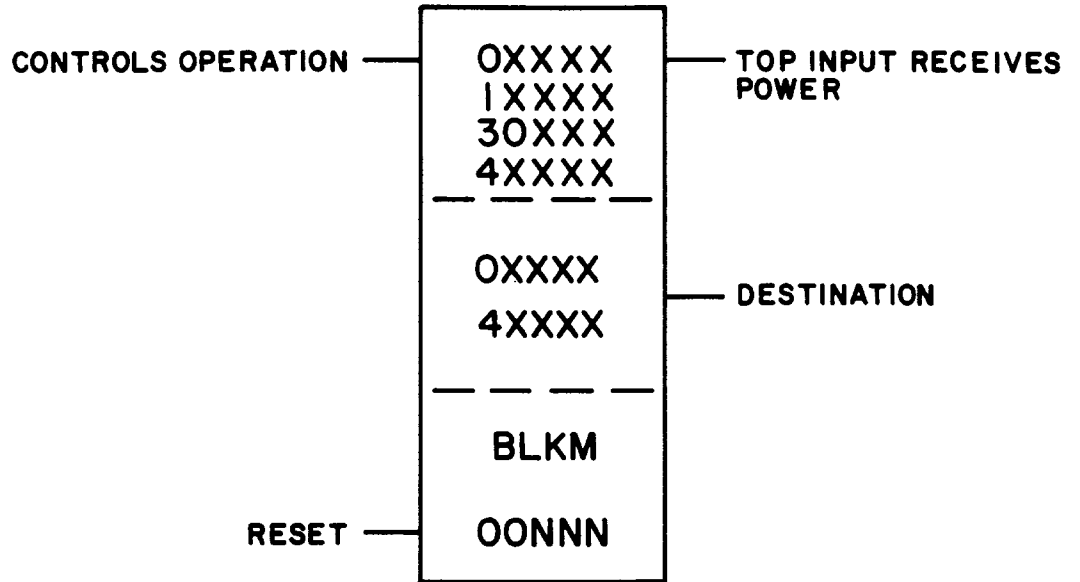 CONTROLS OPERATION
0XXXX
1XXXX
30XXX
4XXXX
TOP INPUT RECEIVES
POWER
0XXXX
4XXXX
DESTINATION
BLKM
RESET
00NNN